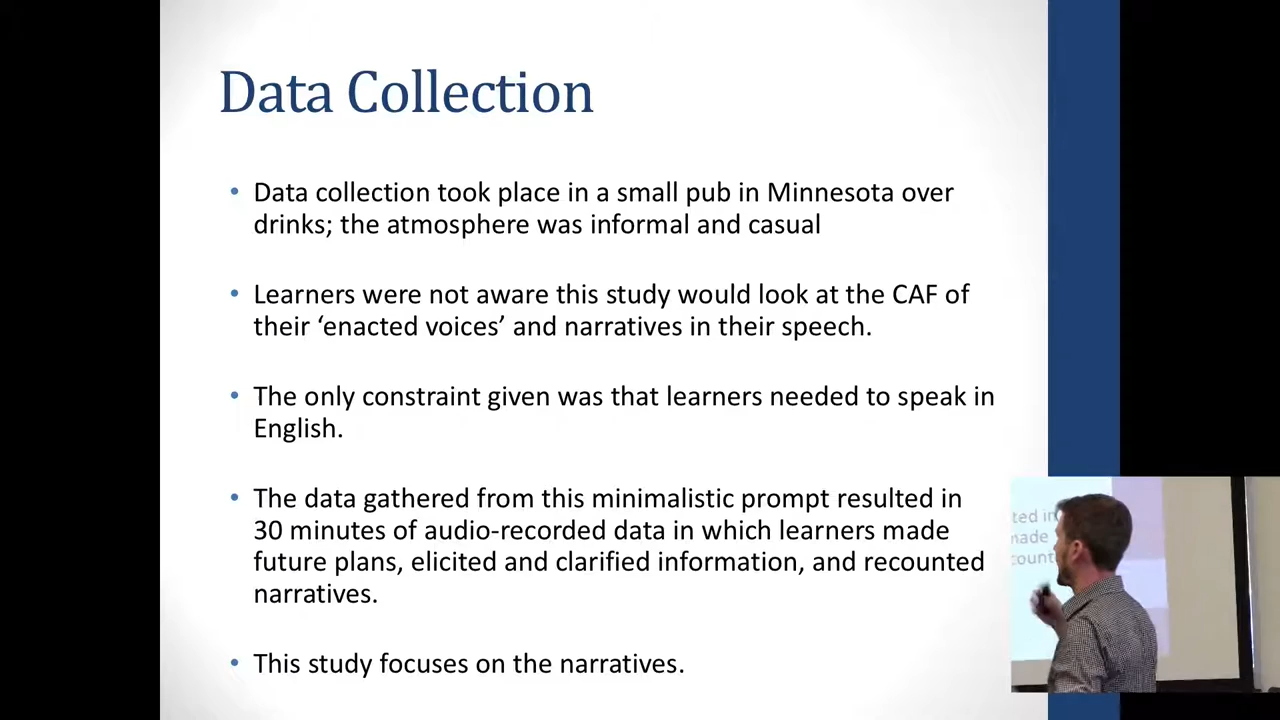 Data Collection
• Data collection took place in a small pub in Minnesota over
drinks; the atmosphere was informal and casual
• Learners were not aware this study would look at the CAF of
their ‘enacted voices’ and narratives in their speech.
• The only constraint given was that learners needed to speak in
English.
• The data gathered from this minimalistic prompt resulted in
30 minutes of audio-recorded data in which learners made
future plans, elicited and clarified information, and recounted
narratives.
• This study focuses on the narratives.
ted in
made
count